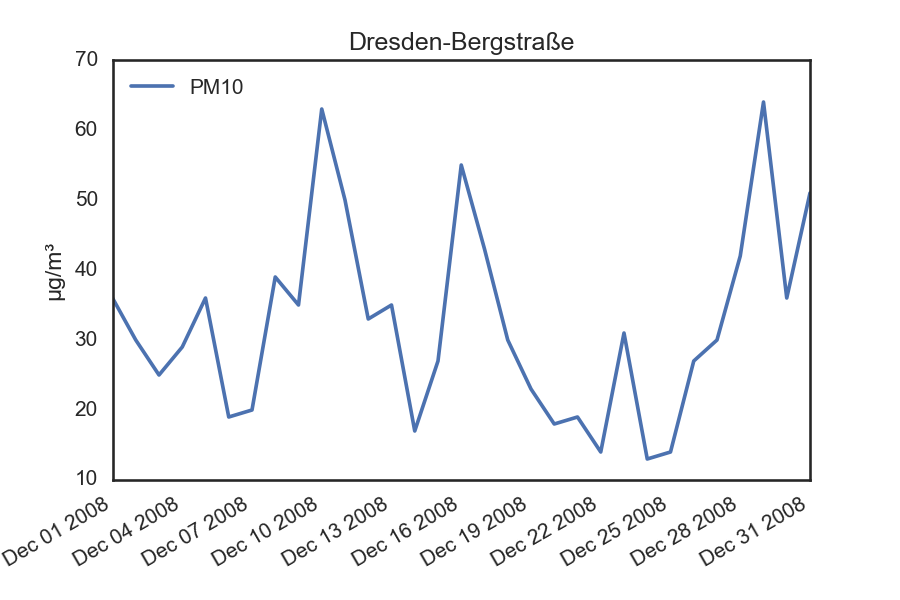 Dresden-Bergstraße
70
PM10
60
50
40
µg/m³
30
20
10
Dec 01 2008
Dec 04 2008
Dec 07 2008
Dec 10 2008
Dec 13 2008
Dec 16 2008
Dec 19 2008
Dec 22 2008
Dec 25 2008
Dec 28 2008
Dec 31 2008